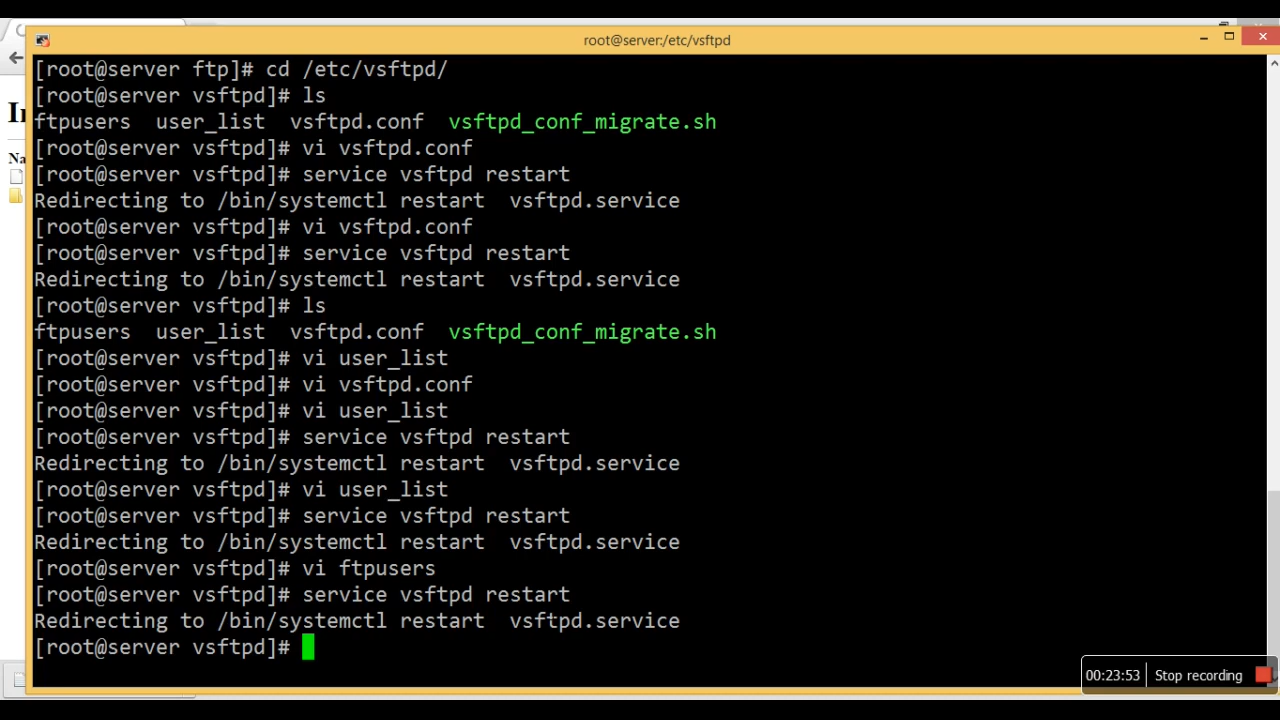 root@server:/etc/vsftpd
[root@server ftp]# cd /etc/vsftpd/
[root@server vsftpd]# ls
ftpusers  user_list  vsftpd.conf  vsftpd_conf_migrate.sh
[root@server vsftpd]# vi vsftpd.conf
[root@server vsftpd]# service vsftpd restart
Redirecting to /bin/systemctl restart  vsftpd.service
[root@server vsftpd]# vi vsftpd.conf
[root@server vsftpd]# service vsftpd restart
Redirecting to /bin/systemctl restart  vsftpd.service
[root@server vsftpd]# ls
ftpusers  user_list  vsftpd.conf  vsftpd_conf_migrate.sh
[root@server vsftpd]# vi user_list
[root@server vsftpd]# vi vsftpd.conf
[root@server vsftpd]# vi user_list
[root@server vsftpd]# service vsftpd restart
Redirecting to /bin/systemctl restart  vsftpd.service
[root@server vsftpd]# vi user_list
[root@server vsftpd]# service vsftpd restart
Redirecting to /bin/systemctl restart  vsftpd.service
[root@server vsftpd]# vi ftpusers
[root@server vsftpd]# service vsftpd restart
Redirecting to /bin/systemctl restart  vsftpd.service
[root@server vsftpd]#
00:23:53 Stop recording